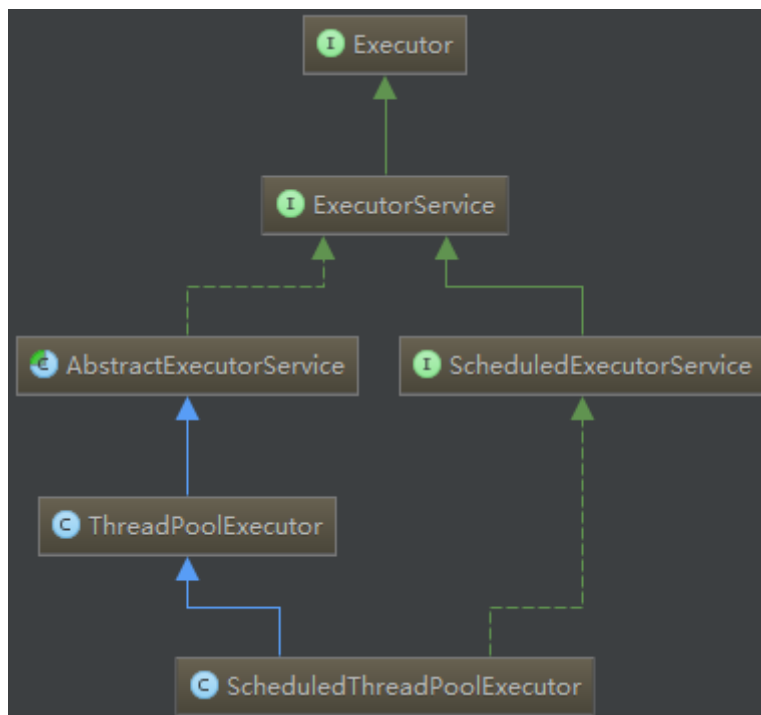 I Executor
I ExecutorService
C AbstractExecutorService
I ScheduledExecutorService
C ThreadPoolExecutor
C ScheduledThreadPoolExecutor